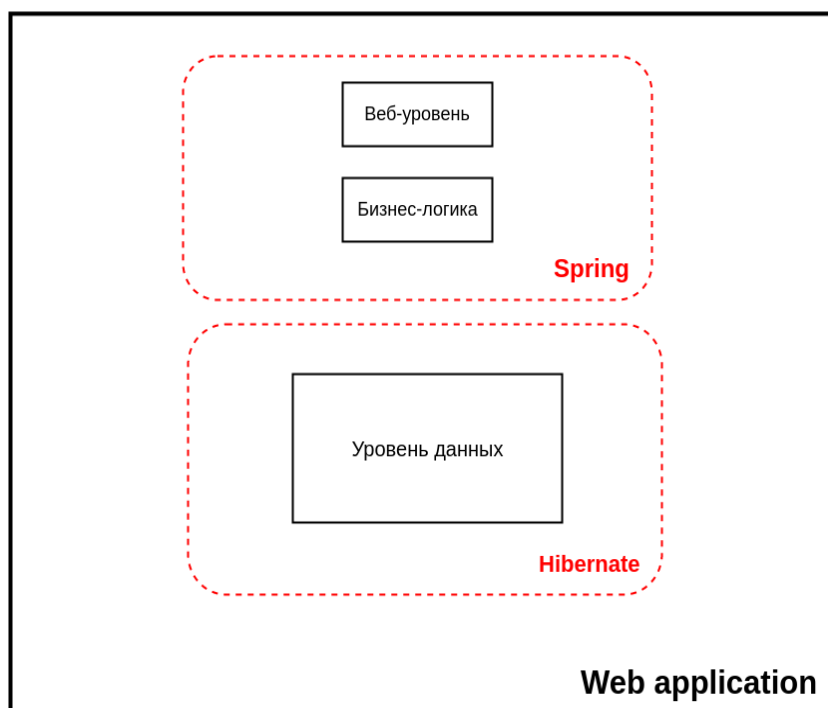 Веб-уровень
Бизнес-логика
Spring
Уровень данных
Hibernate
Web application